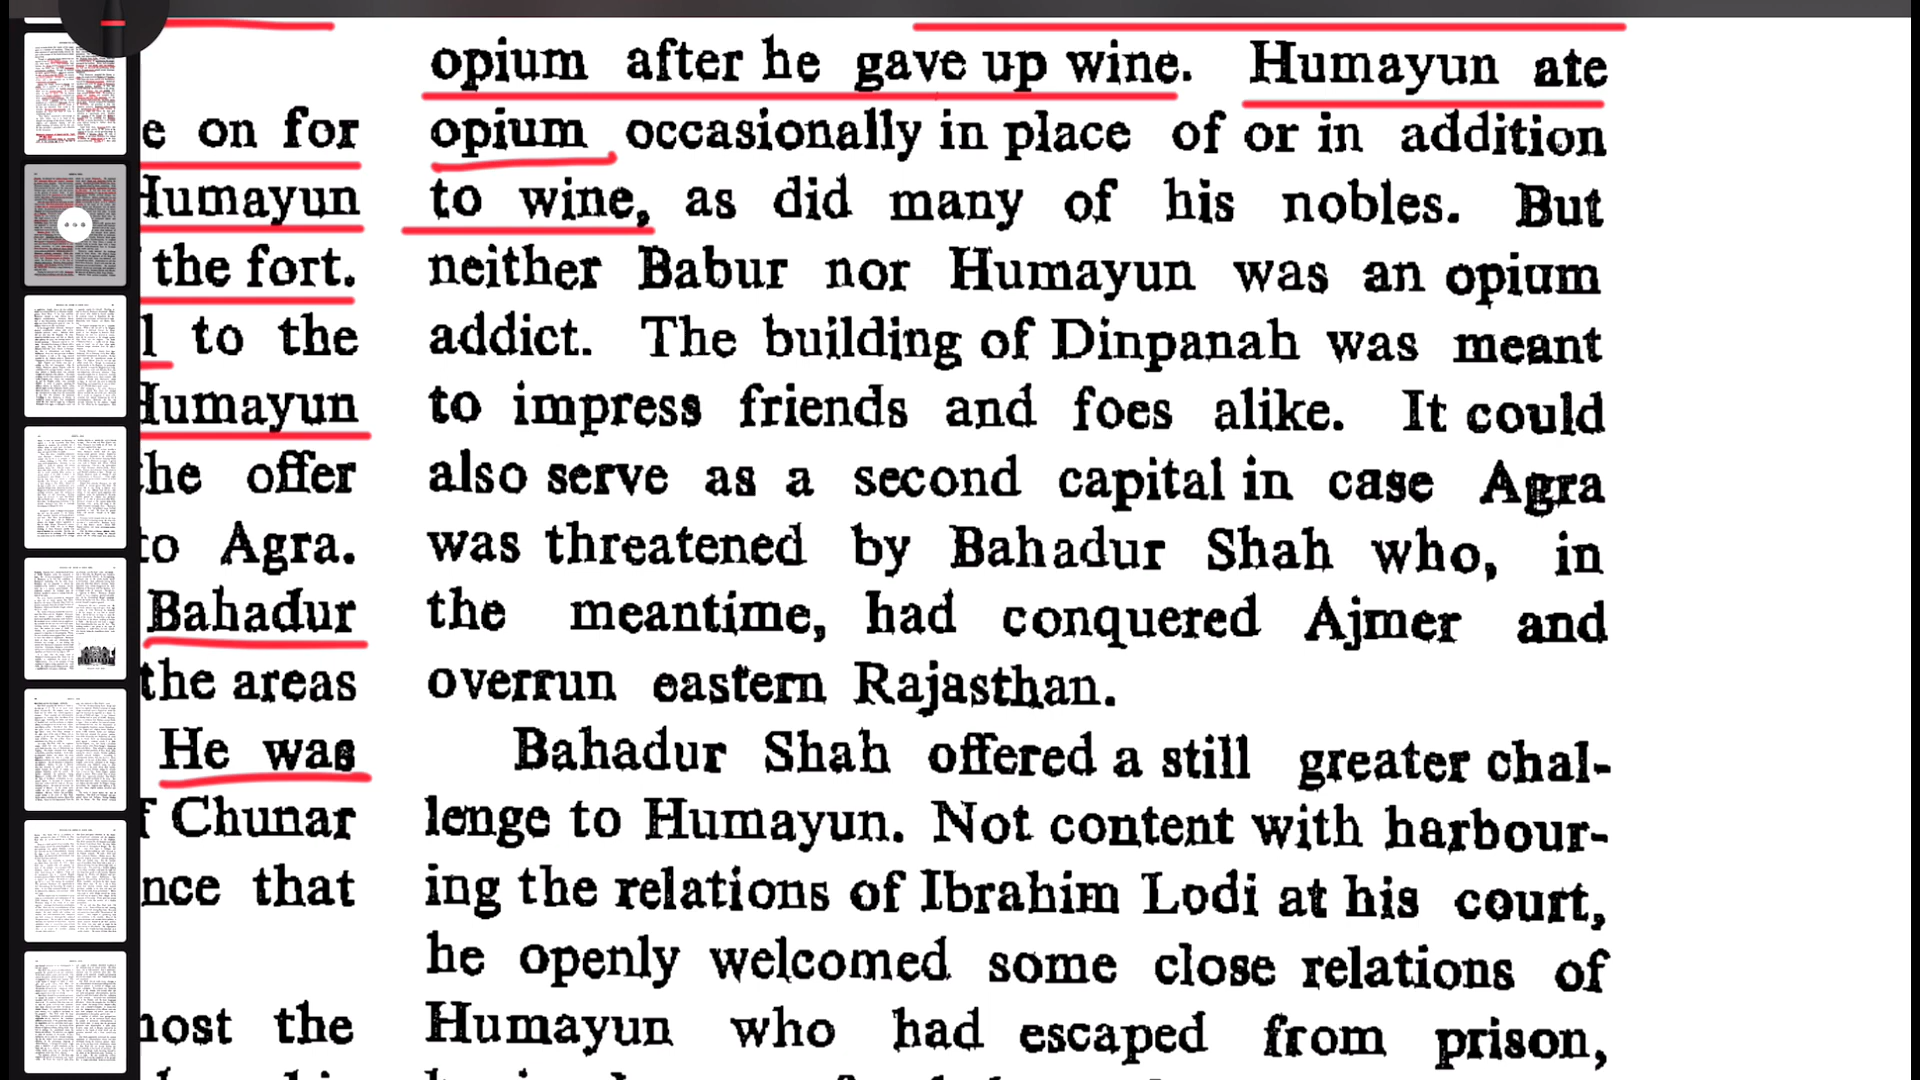 e on for
Humayun
the fort.
l to the
Humayun
the offer
to Agra.
Bahadur
the areas
He was
f Chunar
nce that
most the
opium after he gave up wine. Humayun ate
opium occasionally in place of or in addition
to wine, as did many of his nobles. But
neither Babur nor Humayun was an opium
addict. The building of Dinpanah was meant
to impress friends and foes alike. It could
also serve as a second capital in case Agra
was threatened by Bahadur Shah who, in
the meantime, had conquered Ajmer and
overrun eastern Rajasthan.
Bahadur Shah offered a still greater chal-
lenge to Humayun. Not content with harbour-
ing the relations of Ibrahim Lodi at his court,
he openly welcomed some close relations of
Humayun who had escaped from prison,